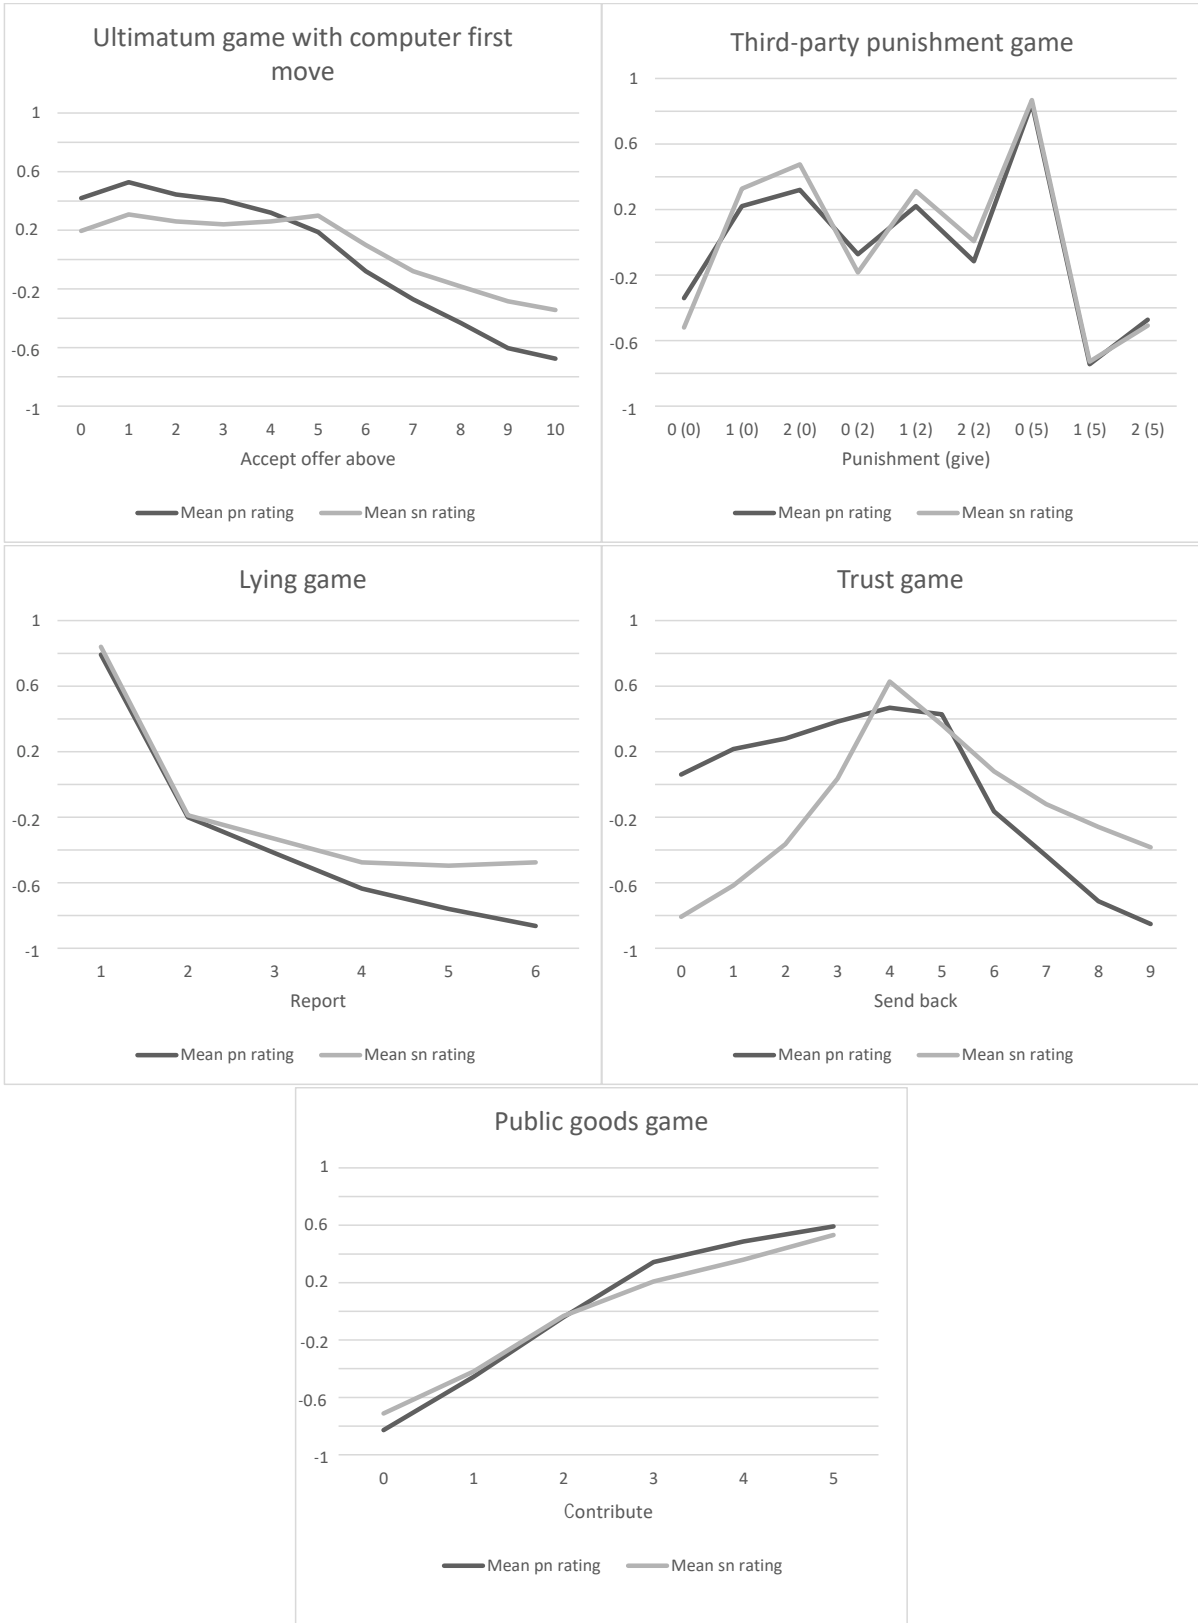 Ultimatum game with computer first
move
1
0.6
0.2
-0.2
-0.6
-1
0 1 2 3 4 5 6 7 8 9 10
Accept offer above
Mean pn rating Mean sn rating
Third-party punishment game
1
0.6
0.2
-0.2
-0.6
-1
0 (0) 1 (0) 2 (0) 0 (2) 1 (2) 2 (2) 0 (5) 1 (5) 2 (5)
Punishment (give)
Mean pn rating Mean sn rating
Lying game
1
0.6
0.2
-0.2
-0.6
-1
1 2 3 4 5 6
Report
Mean pn rating Mean sn rating
Trust game
1
0.6
0.2
-0.2
-0.6
-1
0 1 2 3 4 5 6 7 8 9
Send back
Mean pn rating Mean sn rating
Public goods game
1
0.6
0.2
-0.2
-0.6
-1
0 1 2 3 4 5
Contribute
Mean pn rating Mean sn rating